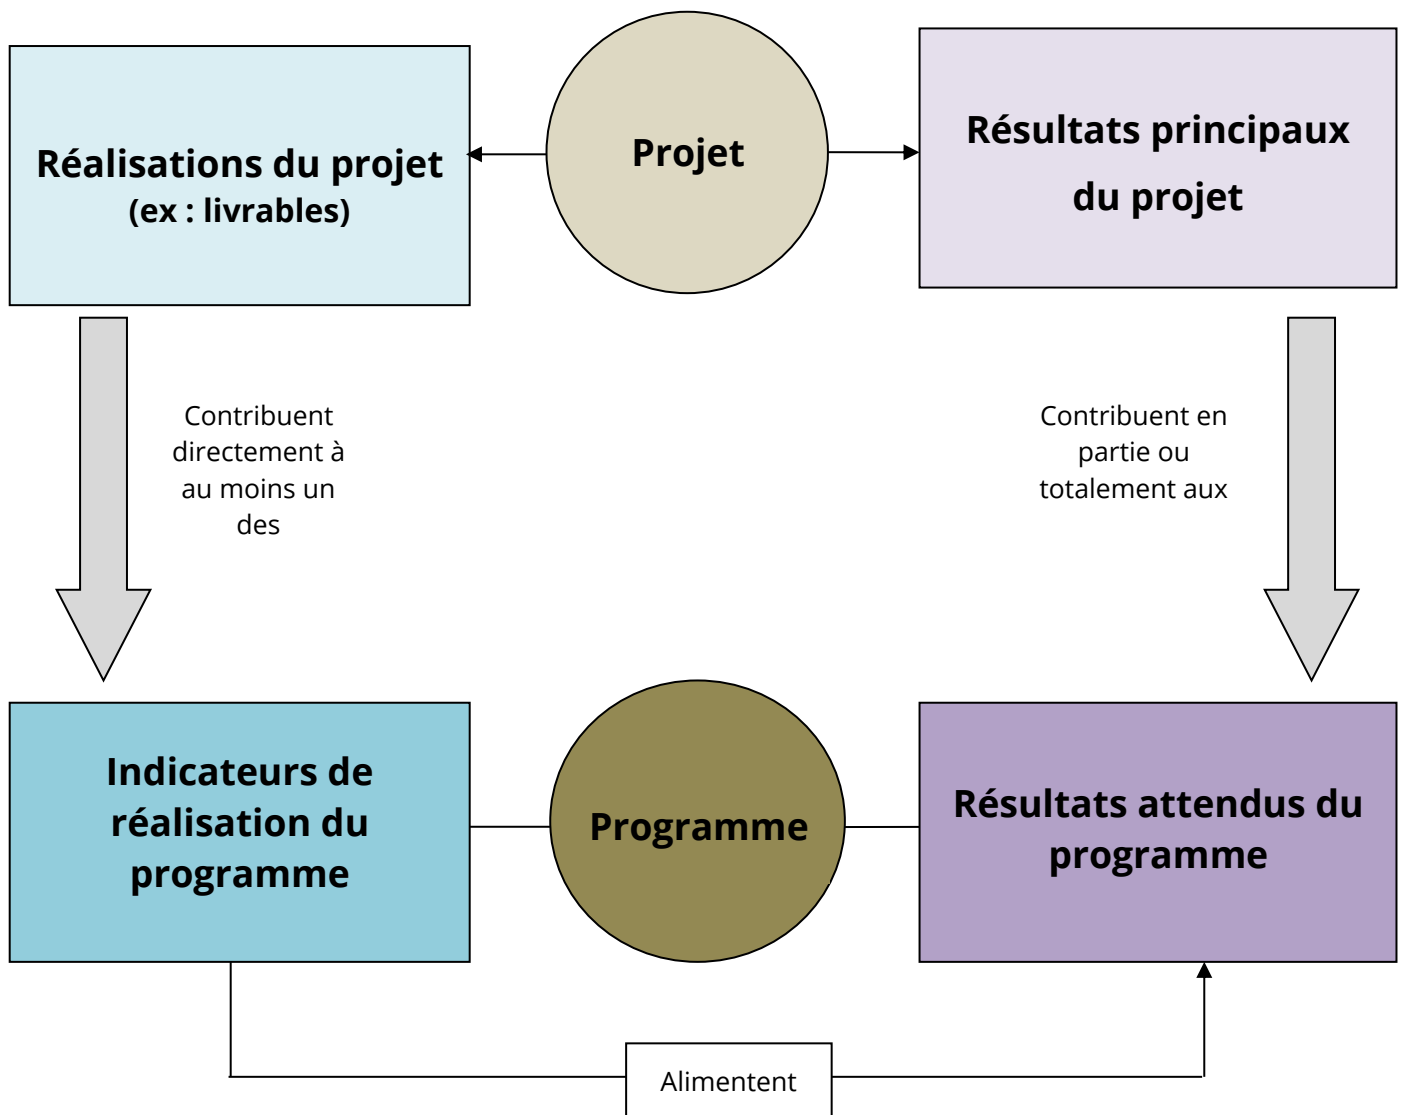 Réalisations du projet
(ex : livrables)
Projet
Résultats principaux
du projet
Contribuent
directement à
au moins un
des
Contribuent en
partie ou
totalement aux
Indicateurs de
réalisation du
programme
Programme
Résultats attendus du
programme
Alimentent